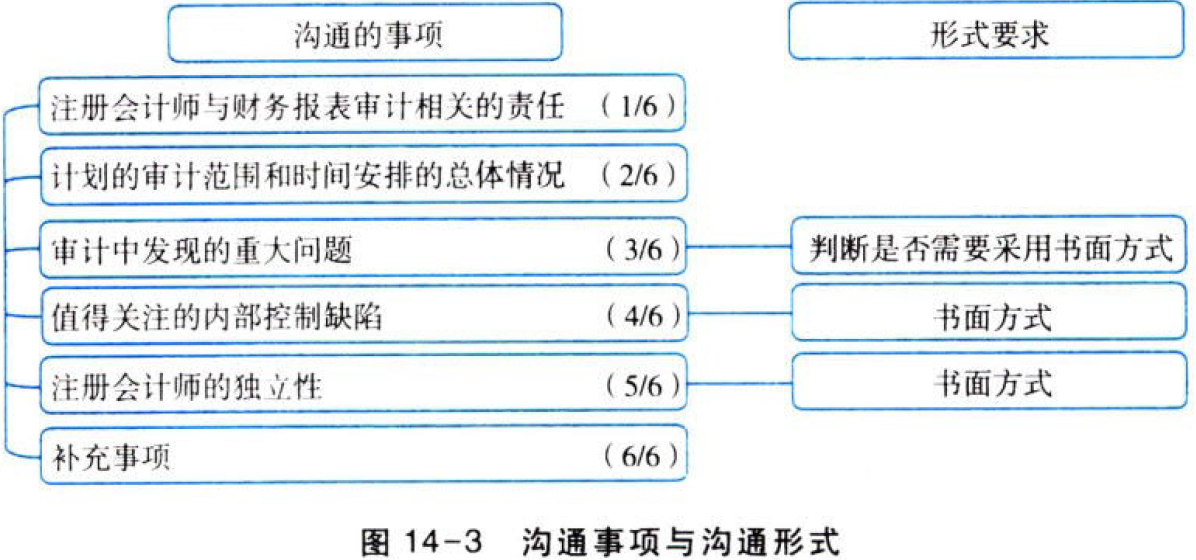 沟通的事项 形式要求
注册会计师与财务报表审计相关的责任 （1/6）
计划的审计范围和时间安排的总体情况 （2/6）
审计中发现的重大问题 （3/6） 判断是否需要采用书面方式
值得关注的内部控制缺陷 （4/6） 书面方式
注册会计师的独立性 （5/6） 书面方式
补充事项 （6/6）
图 14-3 沟通事项与沟通形式